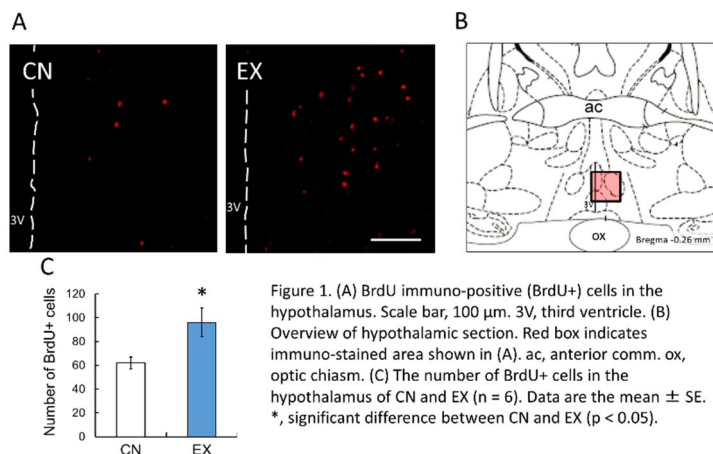 A
CN
3V
EX
3V
B
ac
3V
ox
Bregma -0.26 mm
C
Number of BrdU+ cells
120
100
80
60
40
20
0
*
CN
EX
Figure 1. (A) BrdU immuno-positive (BrdU+) cells in the
hypothalamus. Scale bar, 100 μm. 3V, third ventricle. (B)
Overview of hypothalamic section. Red box indicates
immuno-stained area shown in (A). ac, anterior comm. ox,
optic chiasm. (C) The number of BrdU+ cells in the
hypothalamus of CN and EX (n = 6). Data are the mean ± SE.
*, significant difference between CN and EX (p < 0.05).